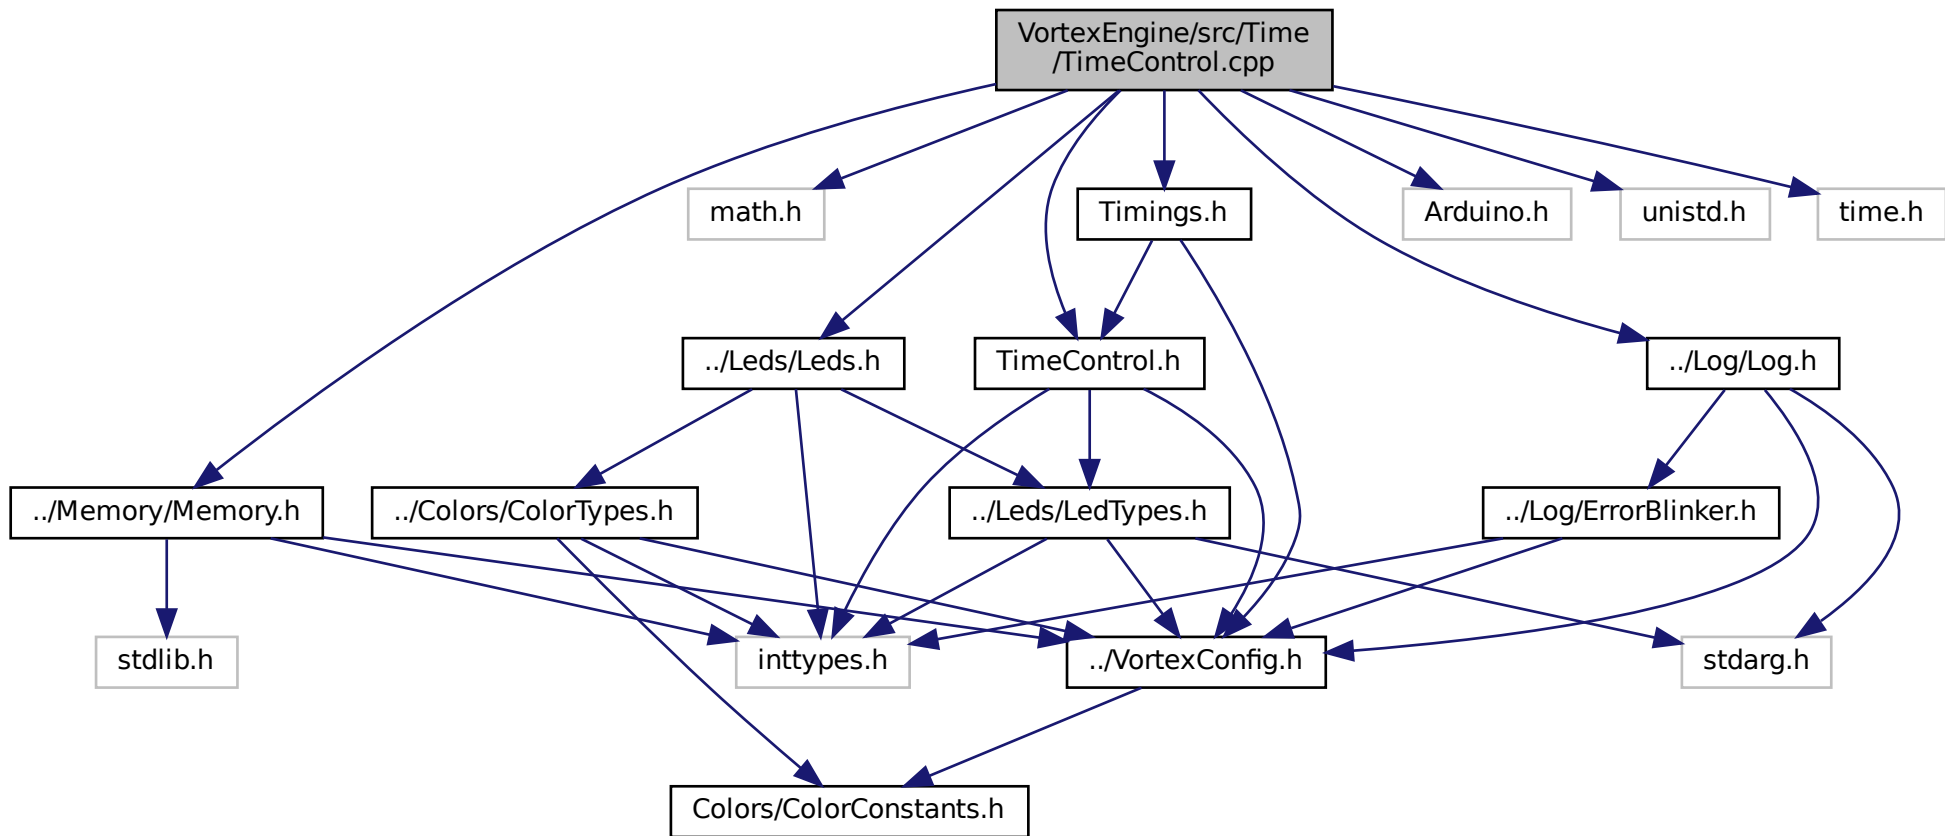 VortexEngine/src/Time
/TimeControl.cpp
math.h
Timings.h
Arduino.h
unistd.h
time.h
../Leds/Leds.h
TimeControl.h
../Log/Log.h
../Memory/Memory.h
../Colors/ColorTypes.h
../Leds/LedTypes.h
../Log/ErrorBlinker.h
stdlib.h
inttypes.h
../VortexConfig.h
stdarg.h
Colors/ColorConstants.h